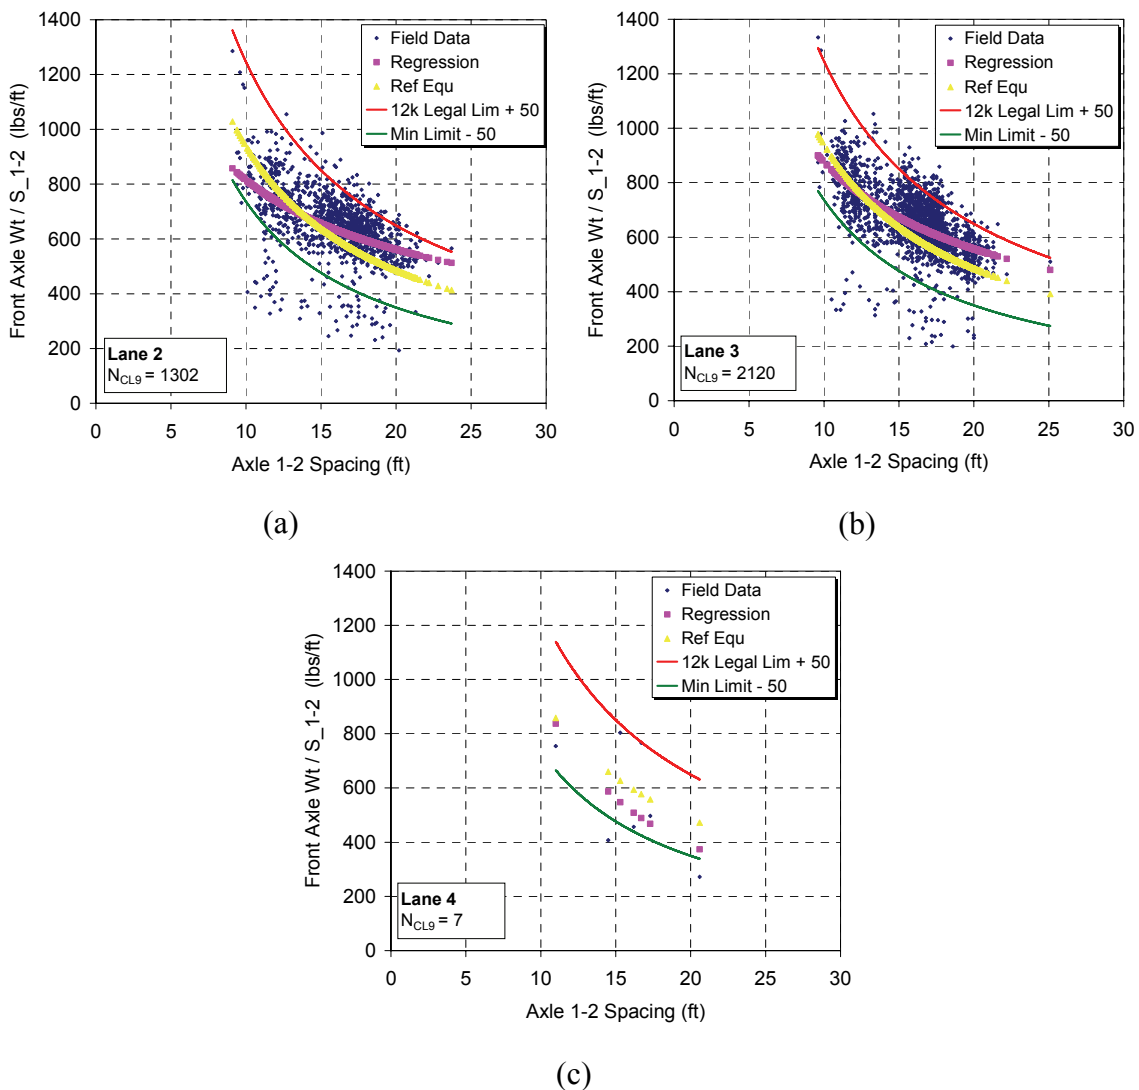 1400
1200
1000
800
600
400
200
0
0 5 10 15 20 25 30
Front Axle Wt / S_1-2 (lbs/ft)
Axle 1-2 Spacing (ft)
Field Data
Regression
Ref Equ
12k Legal Lim + 50
Min Limit - 50
Lane 2
NCL9 = 1302
(a)
1400
1200
1000
800
600
400
200
0
0 5 10 15 20 25 30
Front Axle Wt / S_1-2 (lbs/ft)
Axle 1-2 Spacing (ft)
Field Data
Regression
Ref Equ
12k Legal Lim + 50
Min Limit - 50
Lane 3
NCL9 = 2120
(b)
1400
1200
1000
800
600
400
200
0
0 5 10 15 20 25 30
Front Axle Wt / S_1-2 (lbs/ft)
Axle 1-2 Spacing (ft)
Field Data
Regression
Ref Equ
12k Legal Lim + 50
Min Limit - 50
Lane 4
NCL9 = 7
(c)